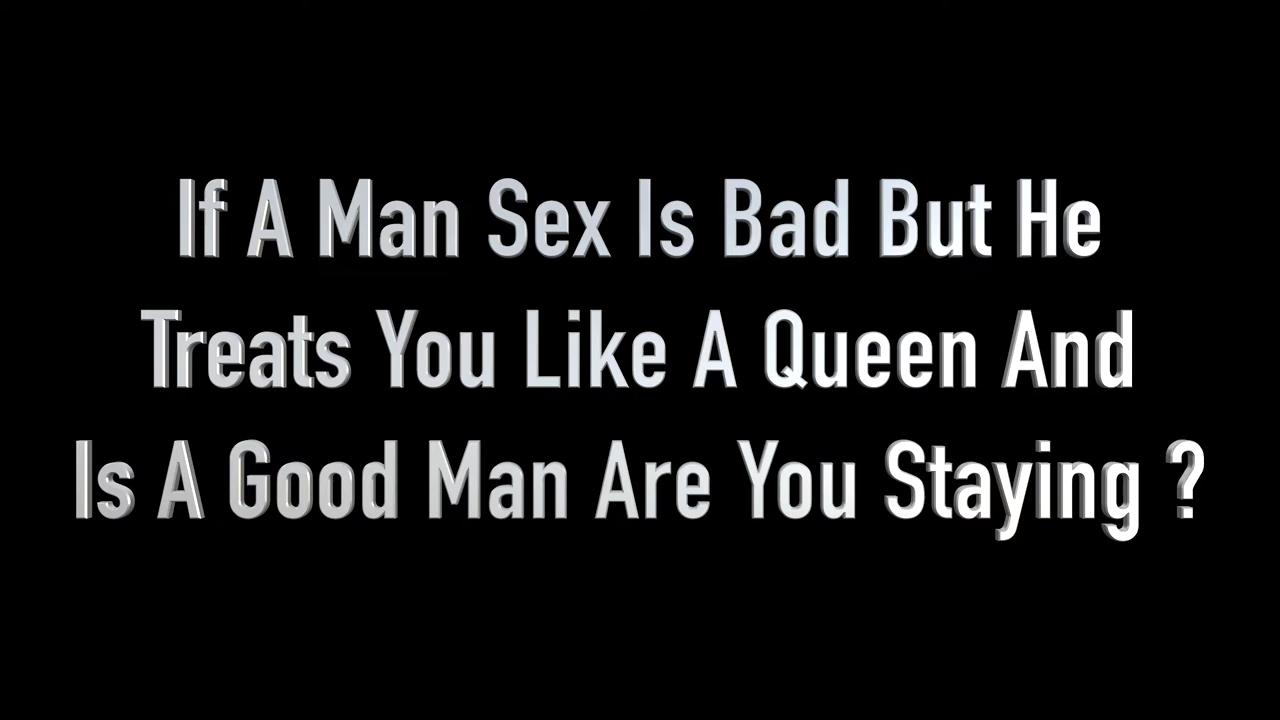 If A Man Sex Is Bad But He
Treats You Like A Queen And
Is A Good Man Are You Staying ?